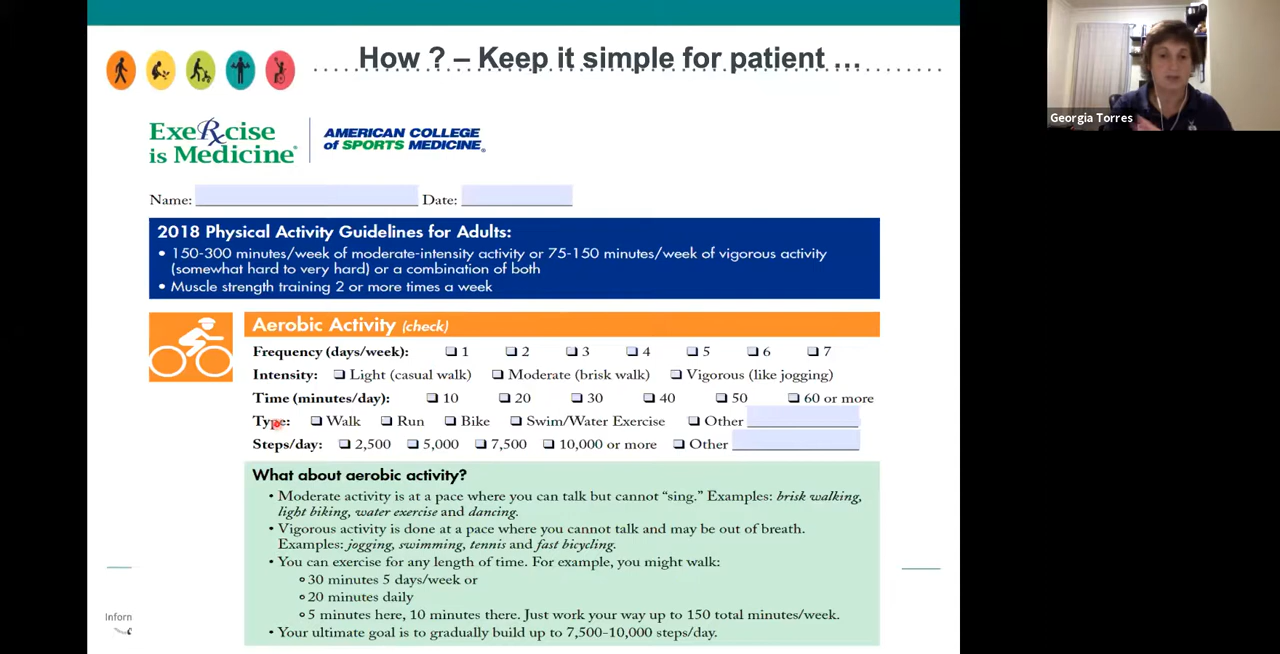 How ? – Keep it simple for patient …
Georgia Torres
ExeRxcise
is Medicine®
AMERICAN COLLEGE
of SPORTS MEDICINE®
Name: Date:
2018 Physical Activity Guidelines for Adults:
• 150-300 minutes/week of moderate-intensity activity or 75-150 minutes/week of vigorous activity
(somewhat hard to very hard) or a combination of both
• Muscle strength training 2 or more times a week
Aerobic Activity (check)
Frequency (days/week): ❑ 1 ❑ 2 ❑ 3 ❑ 4 ❑ 5 ❑ 6 ❑ 7
Intensity: ❑ Light (casual walk) ❑ Moderate (brisk walk) ❑ Vigorous (like jogging)
Time (minutes/day): ❑ 10 ❑ 20 ❑ 30 ❑ 40 ❑ 50 ❑ 60 or more
Type: ❑ Walk ❑ Run ❑ Bike ❑ Swim/Water Exercise ❑ Other
Steps/day: ❑ 2,500 ❑ 5,000 ❑ 7,500 ❑ 10,000 or more ❑ Other
What about aerobic activity?
• Moderate activity is at a pace where you can talk but cannot “sing.” Examples: brisk walking,
light biking, water exercise and dancing.
• Vigorous activity is done at a pace where you cannot talk and may be out of breath.
Examples: jogging, swimming, tennis and fast bicycling.
• You can exercise for any length of time. For example, you might walk:
30 minutes 5 days/week or
20 minutes daily
5 minutes here, 10 minutes there. Just work your way up to 150 total minutes/week.
• Your ultimate goal is to gradually build up to 7,500–10,000 steps/day.
Inforn